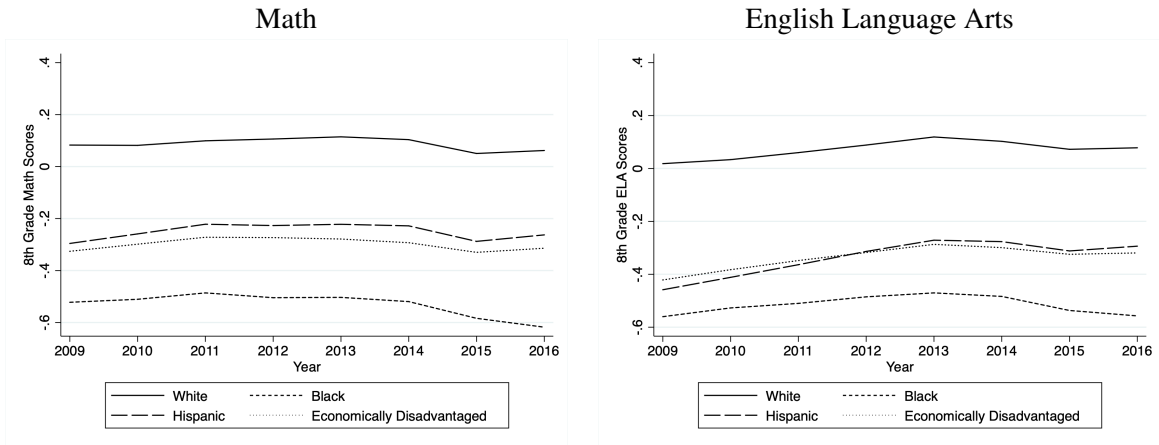 Math
8th Grade Math Scores
.4
.2
0
-.2
-.4
-.6
2009 2010 2011 2012 2013 2014 2015 2016
Year
White Black
Hispanic Economically Disadvantaged
English Language Arts
8th Grade ELA Scores
.4
.2
0
-.2
-.4
-.6
2009 2010 2011 2012 2013 2014 2015 2016
Year
White Black
Hispanic Economically Disadvantaged